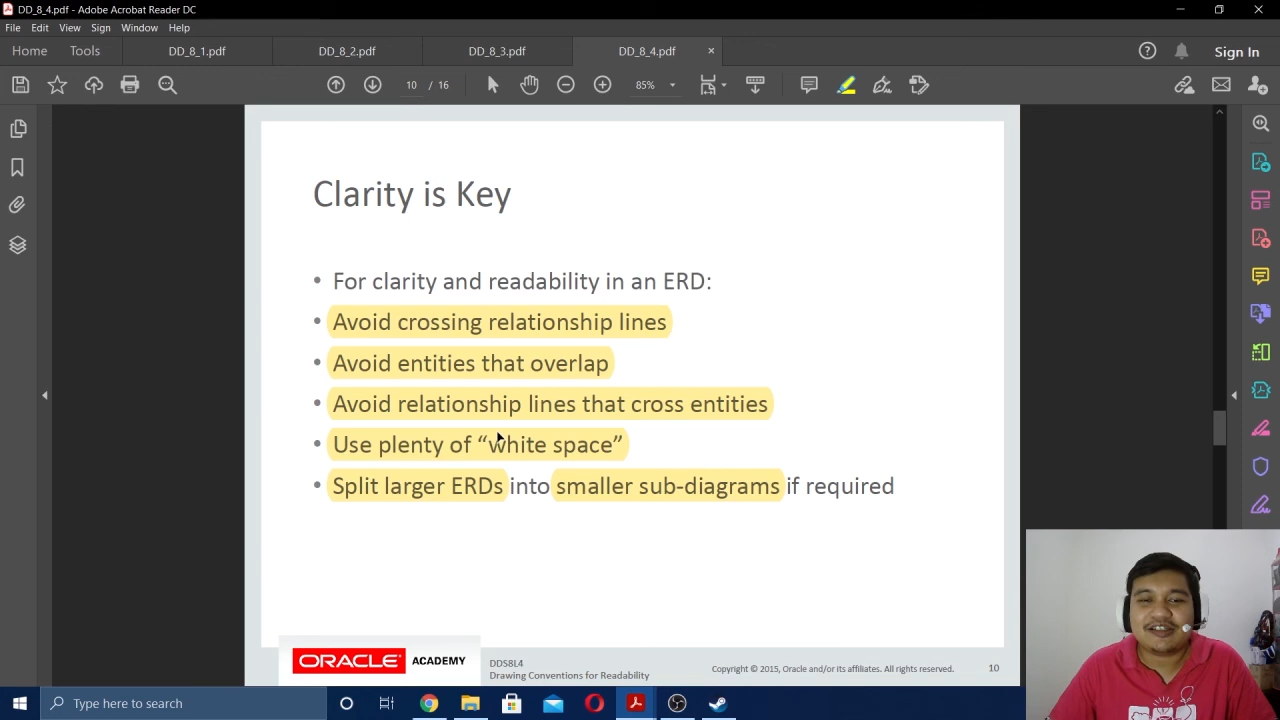 DD_8_4.pdf - Adobe Acrobat Reader DC
File Edit View Sign Window Help
Home Tools DD_8_1.pdf DD_8_2.pdf DD_8_3.pdf DD_8_4.pdf × Sign In
10 / 16 85%
Clarity is Key
• For clarity and readability in an ERD:
• Avoid crossing relationship lines
• Avoid entities that overlap
• Avoid relationship lines that cross entities
• Use plenty of “white space”
• Split larger ERDs into smaller sub-diagrams if required
ORACLE ACADEMY
DDS8L4
Drawing Conventions for Readability
Copyright © 2015, Oracle and/or its affiliates. All rights reserved.
10
Type here to search